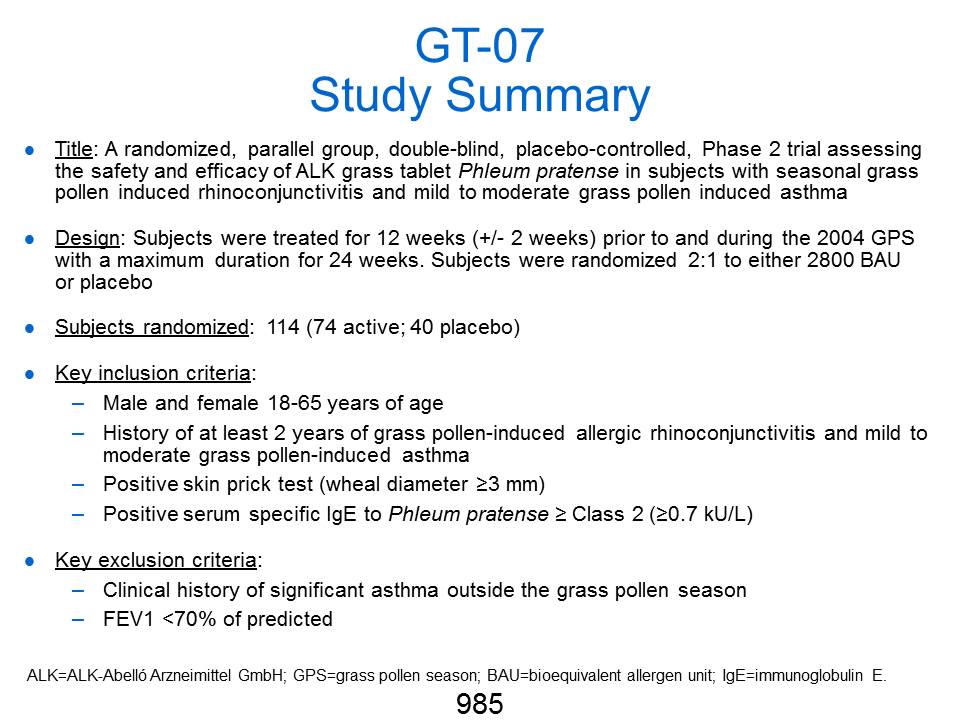 GT-07
Study Summary
● Title: A randomized, parallel group, double-blind, placebo-controlled, Phase 2 trial assessing
the safety and efficacy of ALK grass tablet Phleum pratense in subjects with seasonal grass
pollen induced rhinoconjunctivitis and mild to moderate grass pollen induced asthma
● Design: Subjects were treated for 12 weeks (+/- 2 weeks) prior to and during the 2004 GPS
with a maximum duration for 24 weeks. Subjects were randomized 2:1 to either 2800 BAU
or placebo
● Subjects randomized: 114 (74 active; 40 placebo)
● Key inclusion criteria:
– Male and female 18-65 years of age
– History of at least 2 years of grass pollen-induced allergic rhinoconjunctivitis and mild to
moderate grass pollen-induced asthma
– Positive skin prick test (wheal diameter ≥3 mm)
– Positive serum specific IgE to Phleum pratense ≥ Class 2 (≥0.7 kU/L)
● Key exclusion criteria:
– Clinical history of significant asthma outside the grass pollen season
– FEV1 <70% of predicted
ALK=ALK-Abelló Arzneimittel GmbH; GPS=grass pollen season; BAU=bioequivalent allergen unit; IgE=immunoglobulin E.
985